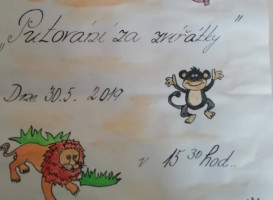 „Putování za zvířátky“
Dne 30.5. 2019
v 15 30 hod.